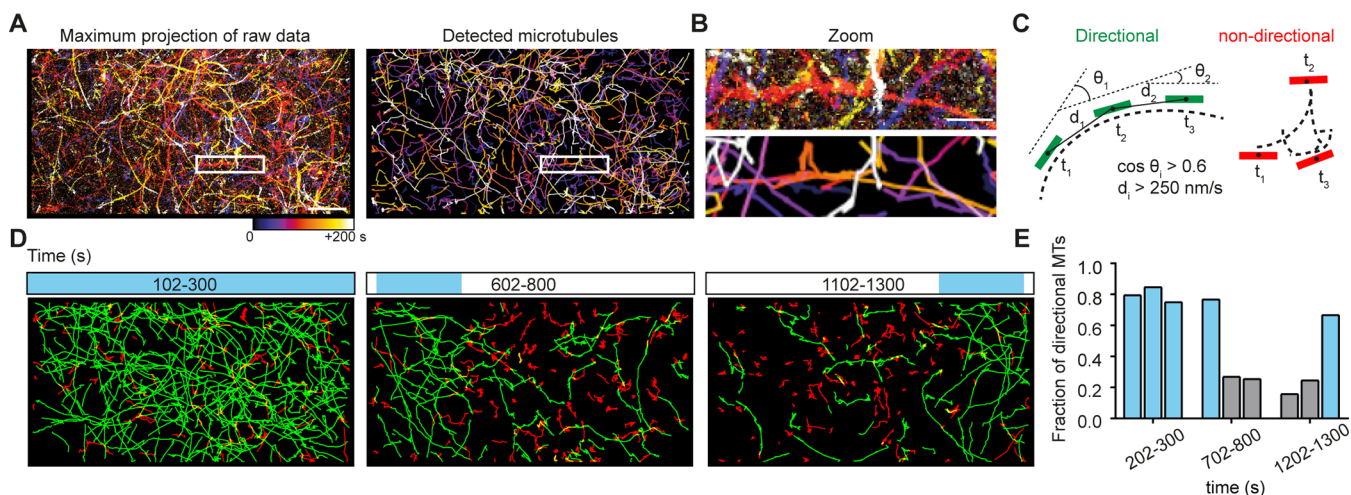 A
Maximum projection of raw data
Detected microtubules
0
+200 s
B
Zoom
C
Directional
non-directional
θ1
θ2
d1
d2
t1
t2
t3
cos θi > 0.6
di > 250 nm/s
t2
t1
t3
D
Time (s)
102-300
602-800
1102-1300
E
Fraction of directional MTs
1.0
0.8
0.6
0.4
0.2
0.0
202-300
702-800
1202-1300
time (s)